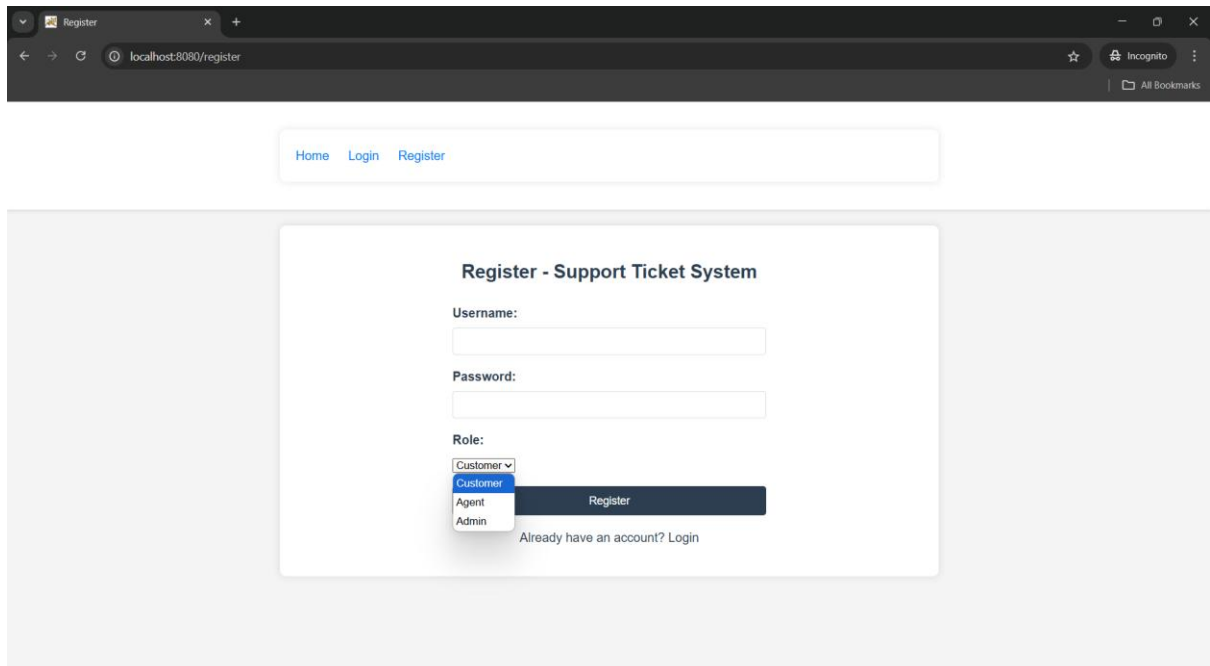 Register
localhost:8080/register
Incognito
All Bookmarks
Home Login Register
Register - Support Ticket System
Username:
Password:
Role:
Customer
Customer
Agent
Admin
Register
Already have an account? Login